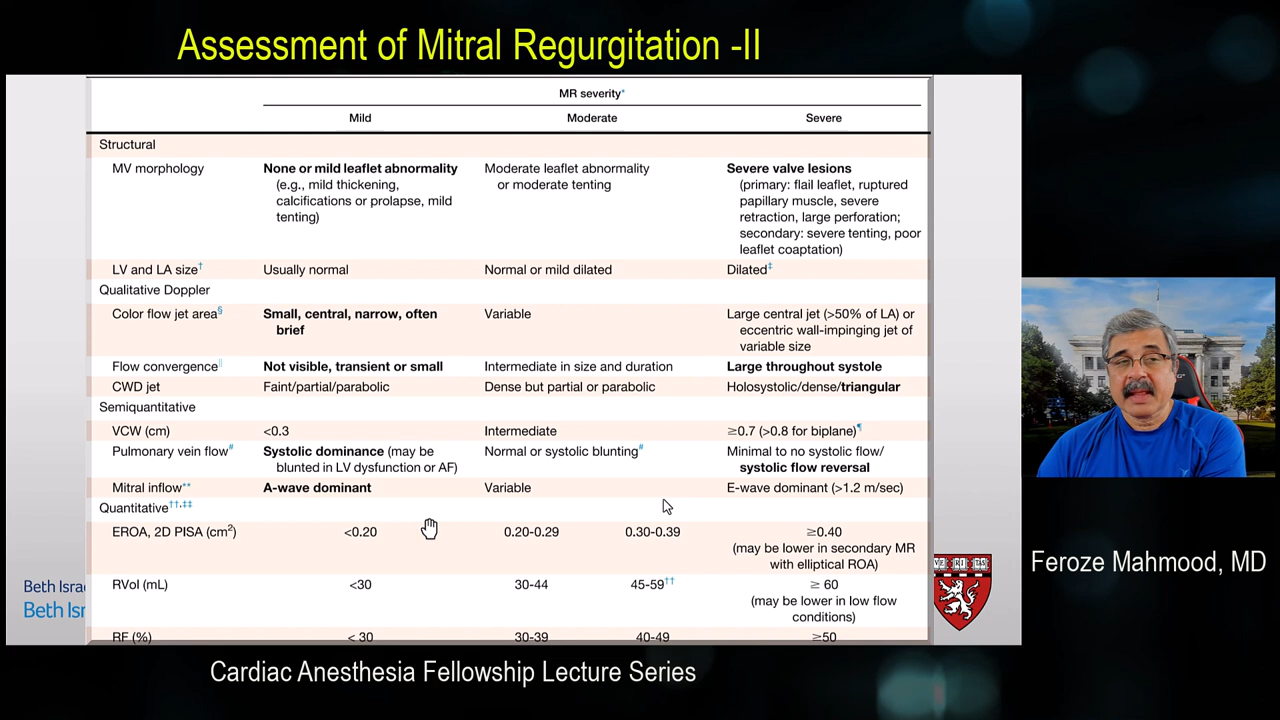 Assessment of Mitral Regurgitation -II
MR severity*
Mild Moderate Severe
Structural
MV morphology None or mild leaflet abnormality Moderate leaflet abnormality Severe valve lesions
(e.g., mild thickening, or moderate tenting) (primary: flail leaflet, ruptured
calcifications or prolapse, mild papillary muscle, severe
tenting) retraction, large perforation;
secondary: severe tenting, poor
leaflet coaptation)
LV and LA size† Usually normal Normal or mild dilated Dilated‡
Qualitative Doppler
Color flow jet area§ Small, central, narrow, often Variable Large central jet (>50% of LA) or
brief eccentric wall-impinging jet of
variable size
Flow convergence|| Not visible, transient or small Intermediate in size and duration Large throughout systole
CWD jet Faint/partial/parabolic Dense but partial or parabolic Holosystolic/dense/triangular
Semiquantitative
VCW (cm) <0.3 Intermediate ≥0.7 (>0.8 for biplane)¶
Pulmonary vein flow# Systolic dominance (may be Normal or systolic blunting# Minimal to no systolic flow/
blunted in LV dysfunction or AF) systolic flow reversal
Mitral inflow** A-wave dominant Variable E-wave dominant (>1.2 m/sec)
Quantitative††,‡‡
EROA, 2D PISA (cm²) <0.20 0.20-0.29 0.30-0.39 ≥0.40
(may be lower in secondary MR
with elliptical ROA)
RVol (mL) <30 30-44 45-59†† ≥ 60
(may be lower in low flow
conditions)
RF (%) < 30 30-39 40-49 ≥50
Beth Israe
Beth Isr
VE RI
Feroze Mahmood, MD
Cardiac Anesthesia Fellowship Lecture Series